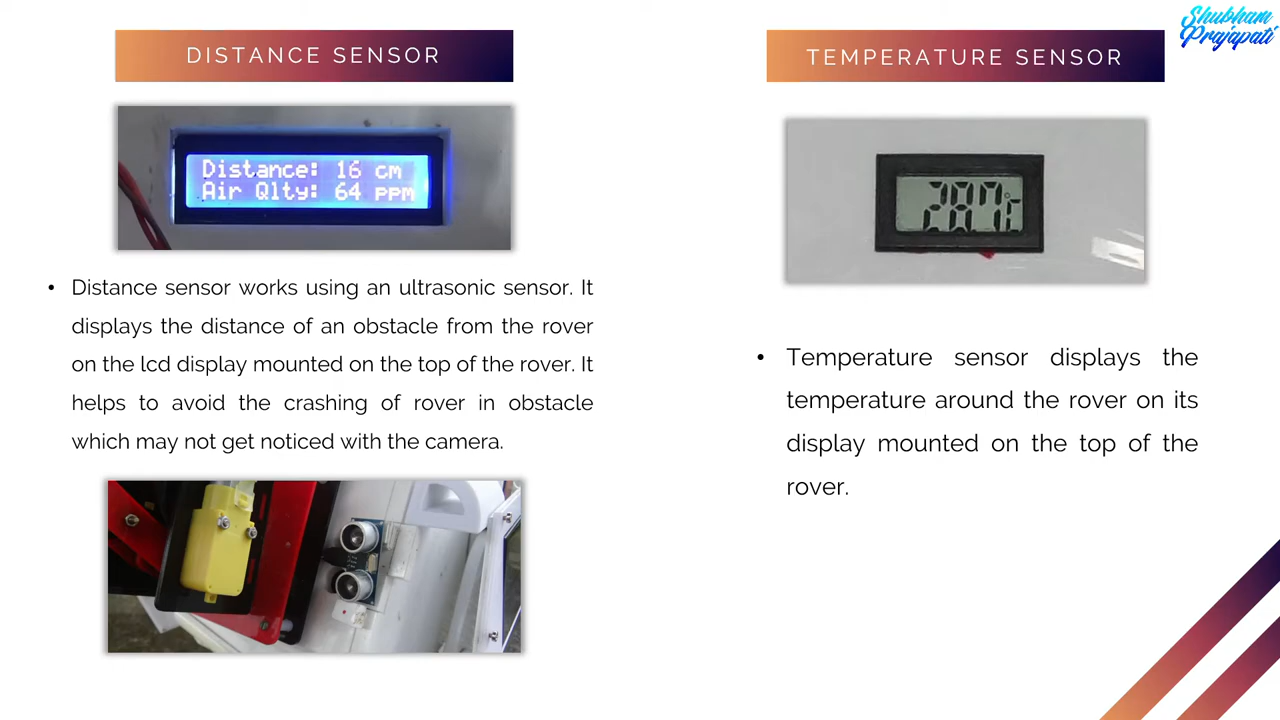 Shubham
Prajapati
DISTANCE SENSOR
Distance: 16 cm
Air Qlty: 64 ppm
• Distance sensor works using an ultrasonic sensor. It
displays the distance of an obstacle from the rover
on the lcd display mounted on the top of the rover. It
helps to avoid the crashing of rover in obstacle
which may not get noticed with the camera.
TEMPERATURE SENSOR
28.7°C
• Temperature sensor displays the
temperature around the rover on its
display mounted on the top of the
rover.